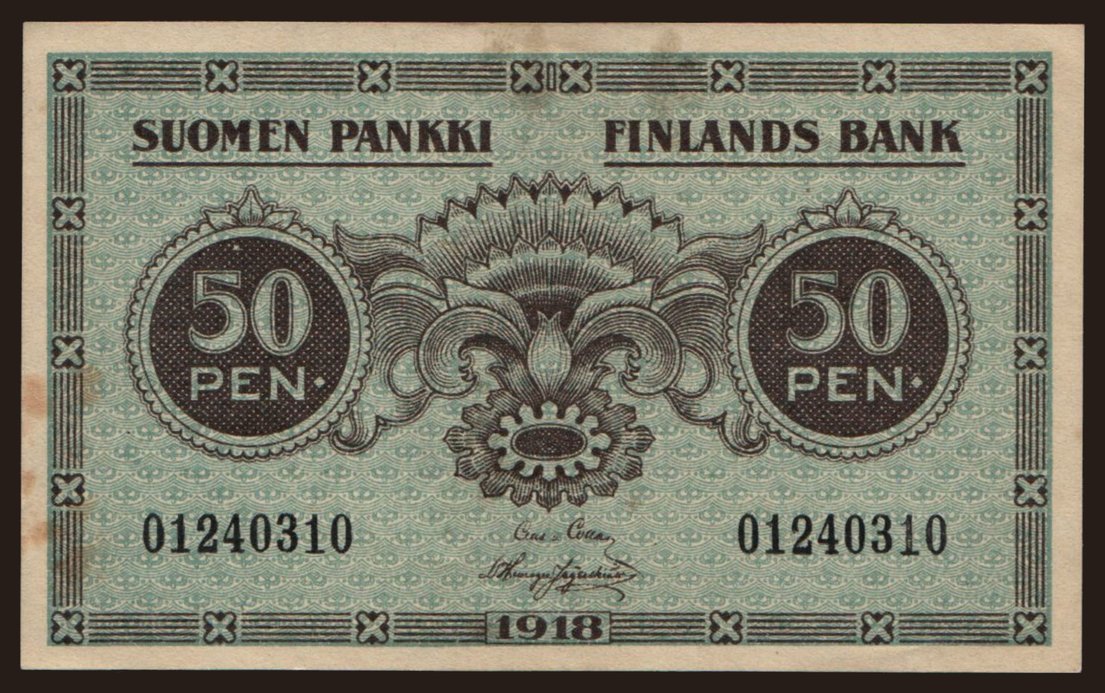 SUOMEN PANKKI FINLANDS BANK
50 50
PEN. PEN.
01240310 01240310
1918